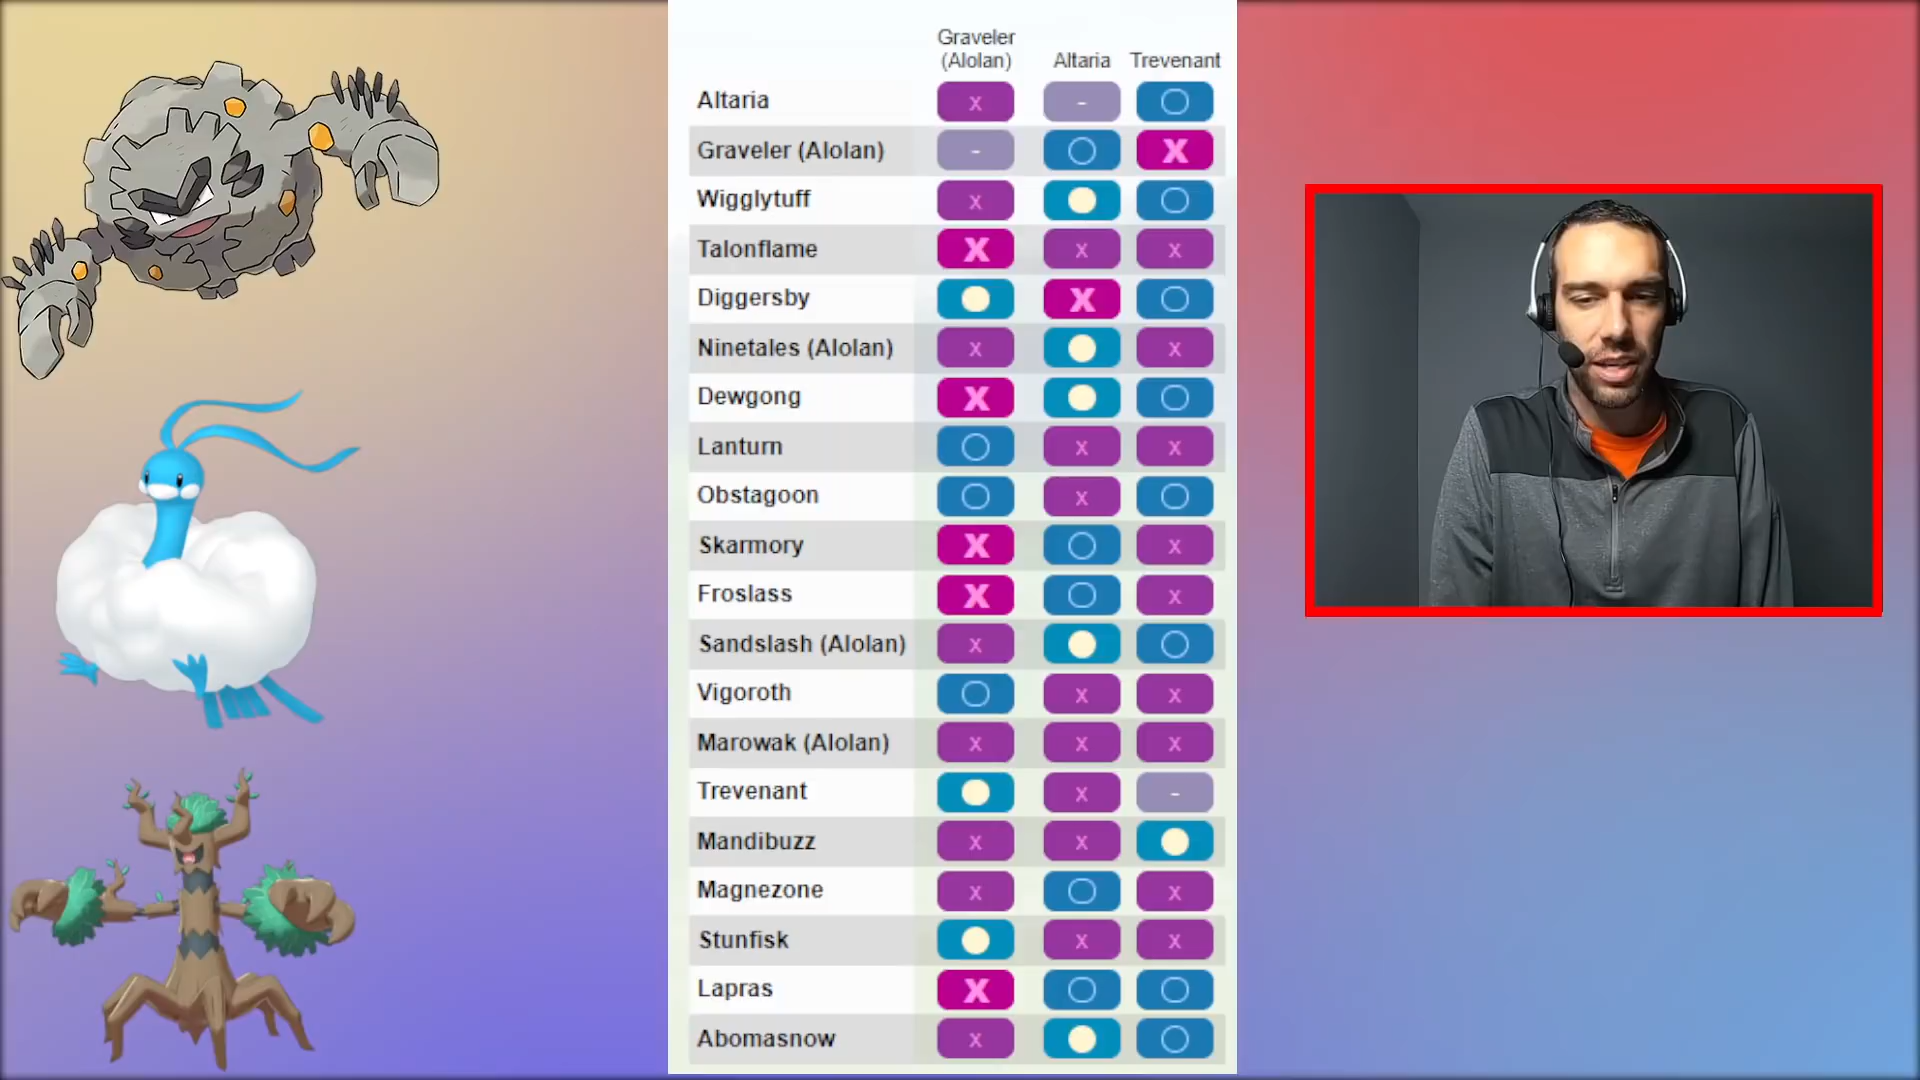 Graveler
(Alolan) Altaria Trevenant
Altaria x - O
Graveler (Alolan) - O X
Wigglytuff x O
Talonflame X x x
Diggersby X O
Ninetales (Alolan) x x
Dewgong X O
Lanturn O x x
Obstagoon O x O
Skarmory X O x
Froslass X O x
Sandslash (Alolan) x O
Vigoroth O x x
Marowak (Alolan) x x x
Trevenant x -
Mandibuzz x x
Magnezone x O x
Stunfisk x x
Lapras X O O
Abomasnow x O